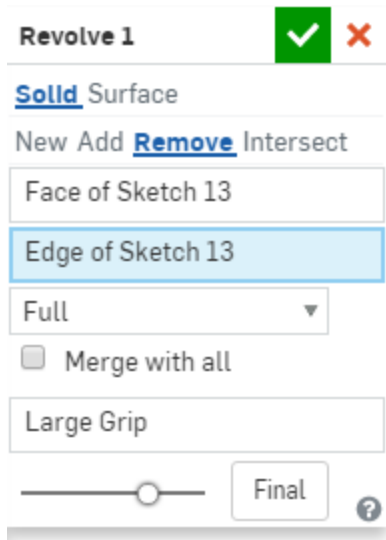 Revolve 1
Solid Surface
New Add Remove Intersect
Face of Sketch 13
Edge of Sketch 13
Full
Merge with all
Large Grip
Final
?